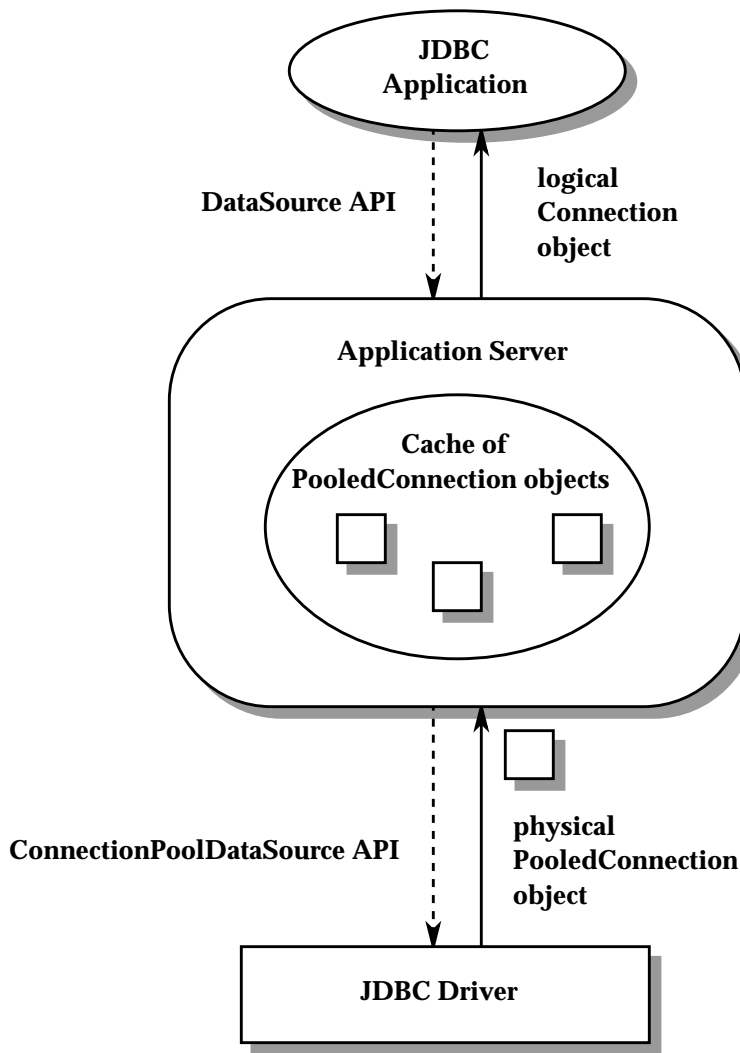 JDBC
Application
DataSource API
logical
Connection
object
Application Server
Cache of
PooledConnection objects
ConnectionPoolDataSource API
physical
PooledConnection
object
JDBC Driver